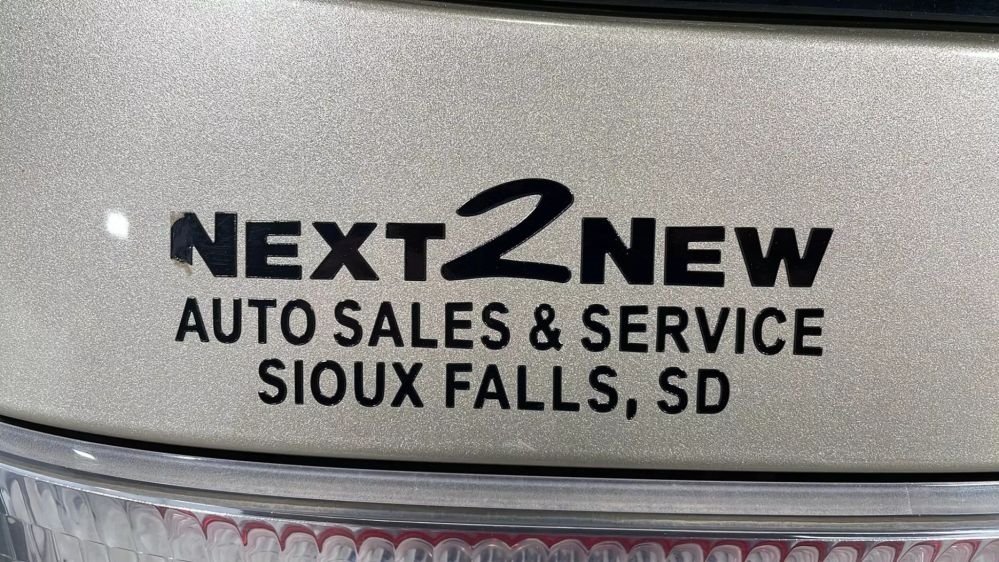 NEXT2NEW
AUTO SALES & SERVICE
SIOUX FALLS, SD